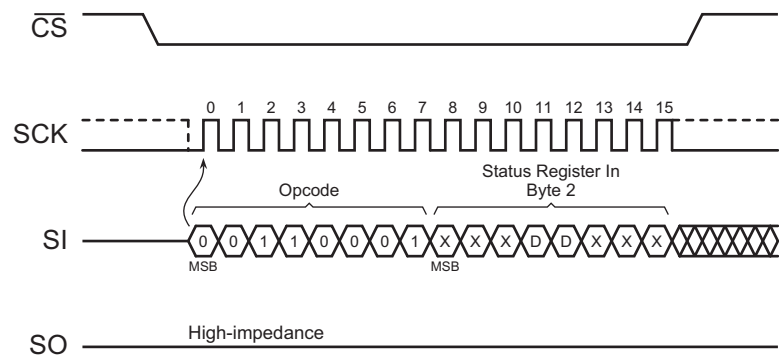 CS
0 1 2 3 4 5 6 7 8 9 10 11 12 13 14 15
SCK
Opcode
Status Register In
Byte 2
SI
0 0 1 1 0 0 0 1 X X X D D X X X
MSB MSB
High-impedance
SO